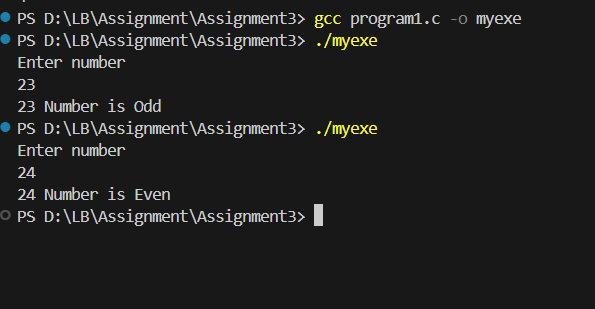 PS D:\LB\Assignment\Assignment3> gcc program1.c -o myexe
PS D:\LB\Assignment\Assignment3> ./myexe
Enter number
23
23 Number is Odd
PS D:\LB\Assignment\Assignment3> ./myexe
Enter number
24
24 Number is Even
PS D:\LB\Assignment\Assignment3>